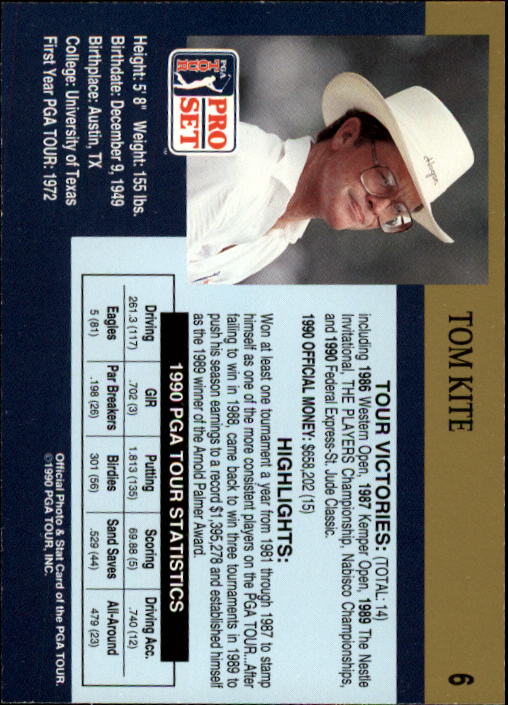 TOM KITE
6
Hogan
PGA
TOUR
PRO
SET
TM
Height: 5' 8" Weight: 155 lbs.
Birthdate: December 9, 1949
Birthplace: Austin, TX
College: University of Texas
First Year PGA TOUR: 1972
TOUR VICTORIES: (TOTAL: 14)
including 1986 Western Open, 1987 Kemper Open, 1989 The Nestle
Invitational, THE PLAYERS Championship, Nabisco Championships,
and 1990 Federal Express-St. Jude Classic.
1990 OFFICIAL MONEY: $658,202 (15)
HIGHLIGHTS:
Won at least one tournament a year from 1981 through 1987 to stamp
himself as one of the more consistent players on the PGA TOUR...After
failing to win in 1988, came back to win three tournaments in 1989 to
push his season earnings to a record $1,395,278 and established himself
as the 1989 winner of the Arnold Palmer Award.
1990 PGA TOUR STATISTICS
Driving GIR Putting Scoring Driving Acc.
261.3 (117) .702 (3) 1.813 (135) 69.88 (5) .740 (12)
Eagles Par Breakers Birdies Sand Saves All-Around
5 (81) .198 (26) 301 (56) .529 (44) 479 (23)
Official Photo & Stat Card of the PGA TOUR.
©1990 PGA TOUR, INC.